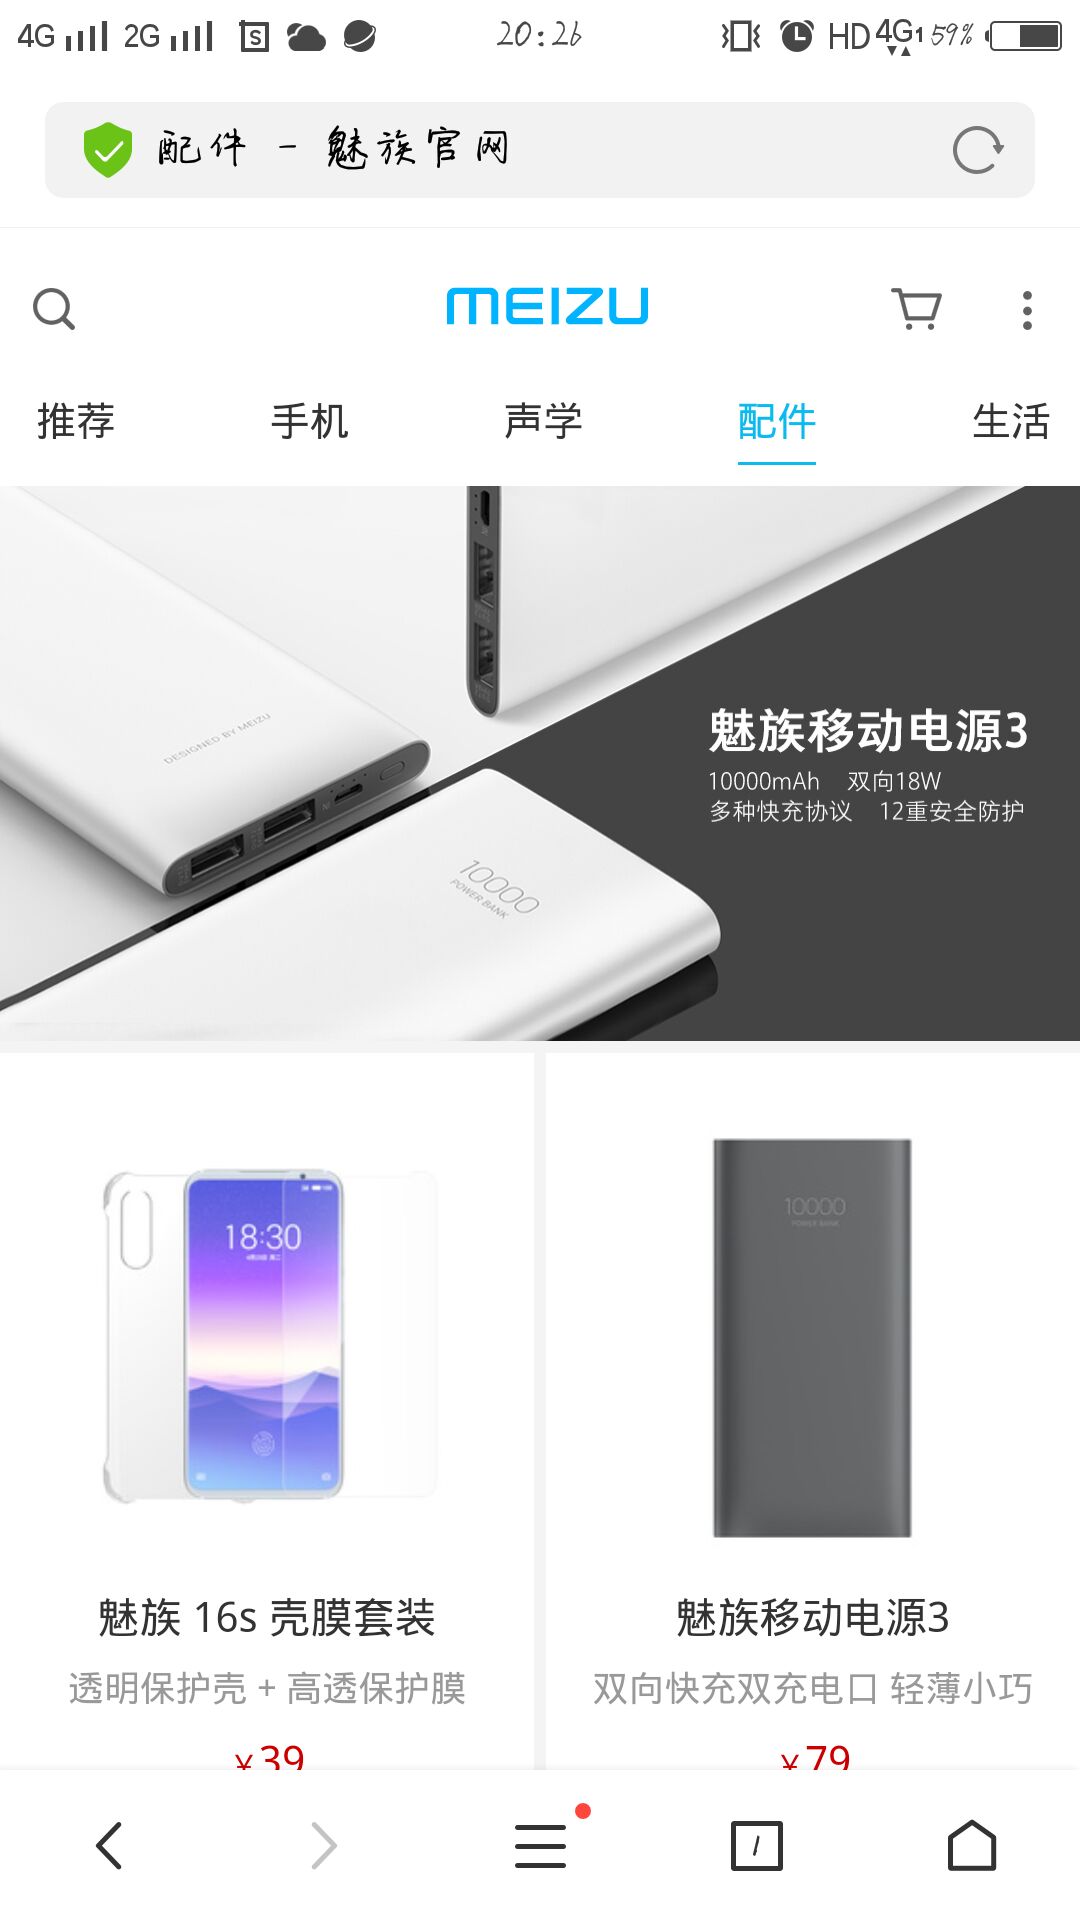 4G 2G S 20:26 HD 4G1 59%
配件 - 魅族官网
MEIZU
推荐 手机 声学 配件 生活
DESIGNED BY MEIZU
魅族移动电源3
10000mAh 双向18W
多种快充协议 12重安全防护
10000
POWER BANK
18:30
10000
POWER BANK
魅族 16s 壳膜套装 魅族移动电源3
透明保护壳 + 高透保护膜 双向快充双充电口 轻薄小巧
¥39 ¥79
1